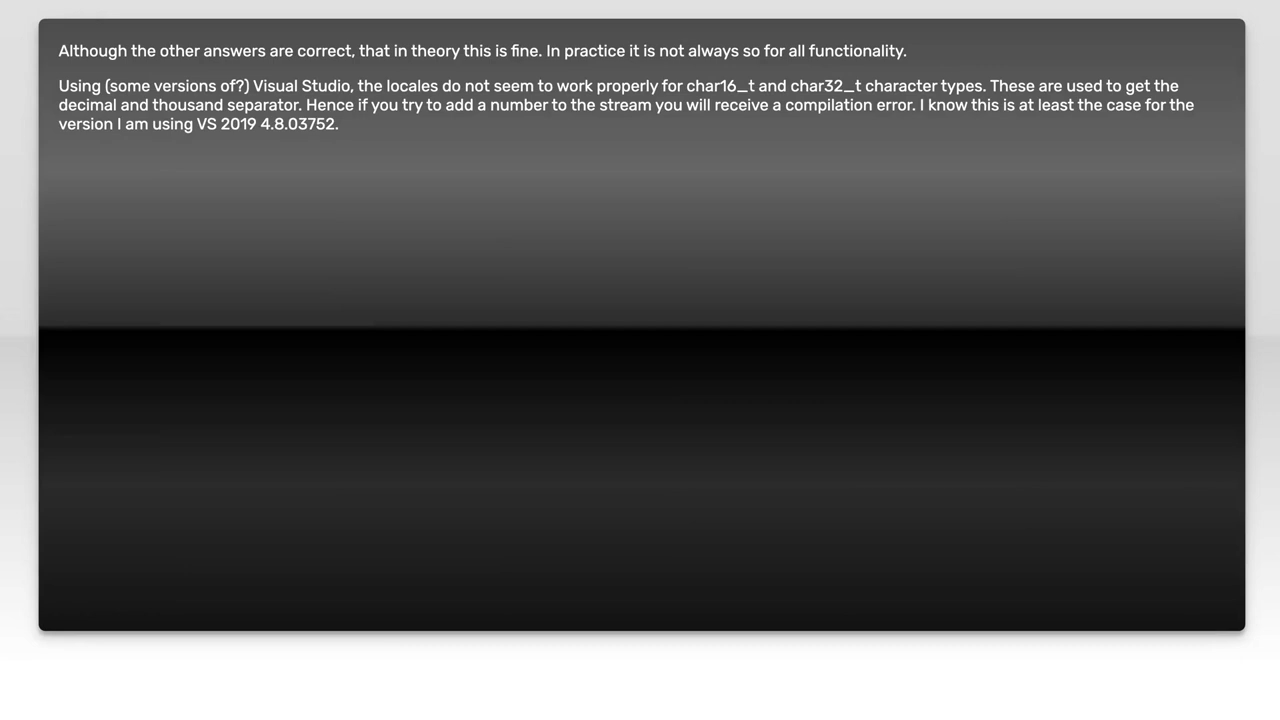 Although the other answers are correct, that in theory this is fine. In practice it is not always so for all functionality.
Using (some versions of?) Visual Studio, the locales do not seem to work properly for char16_t and char32_t character types. These are used to get the
decimal and thousand separator. Hence if you try to add a number to the stream you will receive a compilation error. I know this is at least the case for the
version I am using VS 2019 4.8.03752.